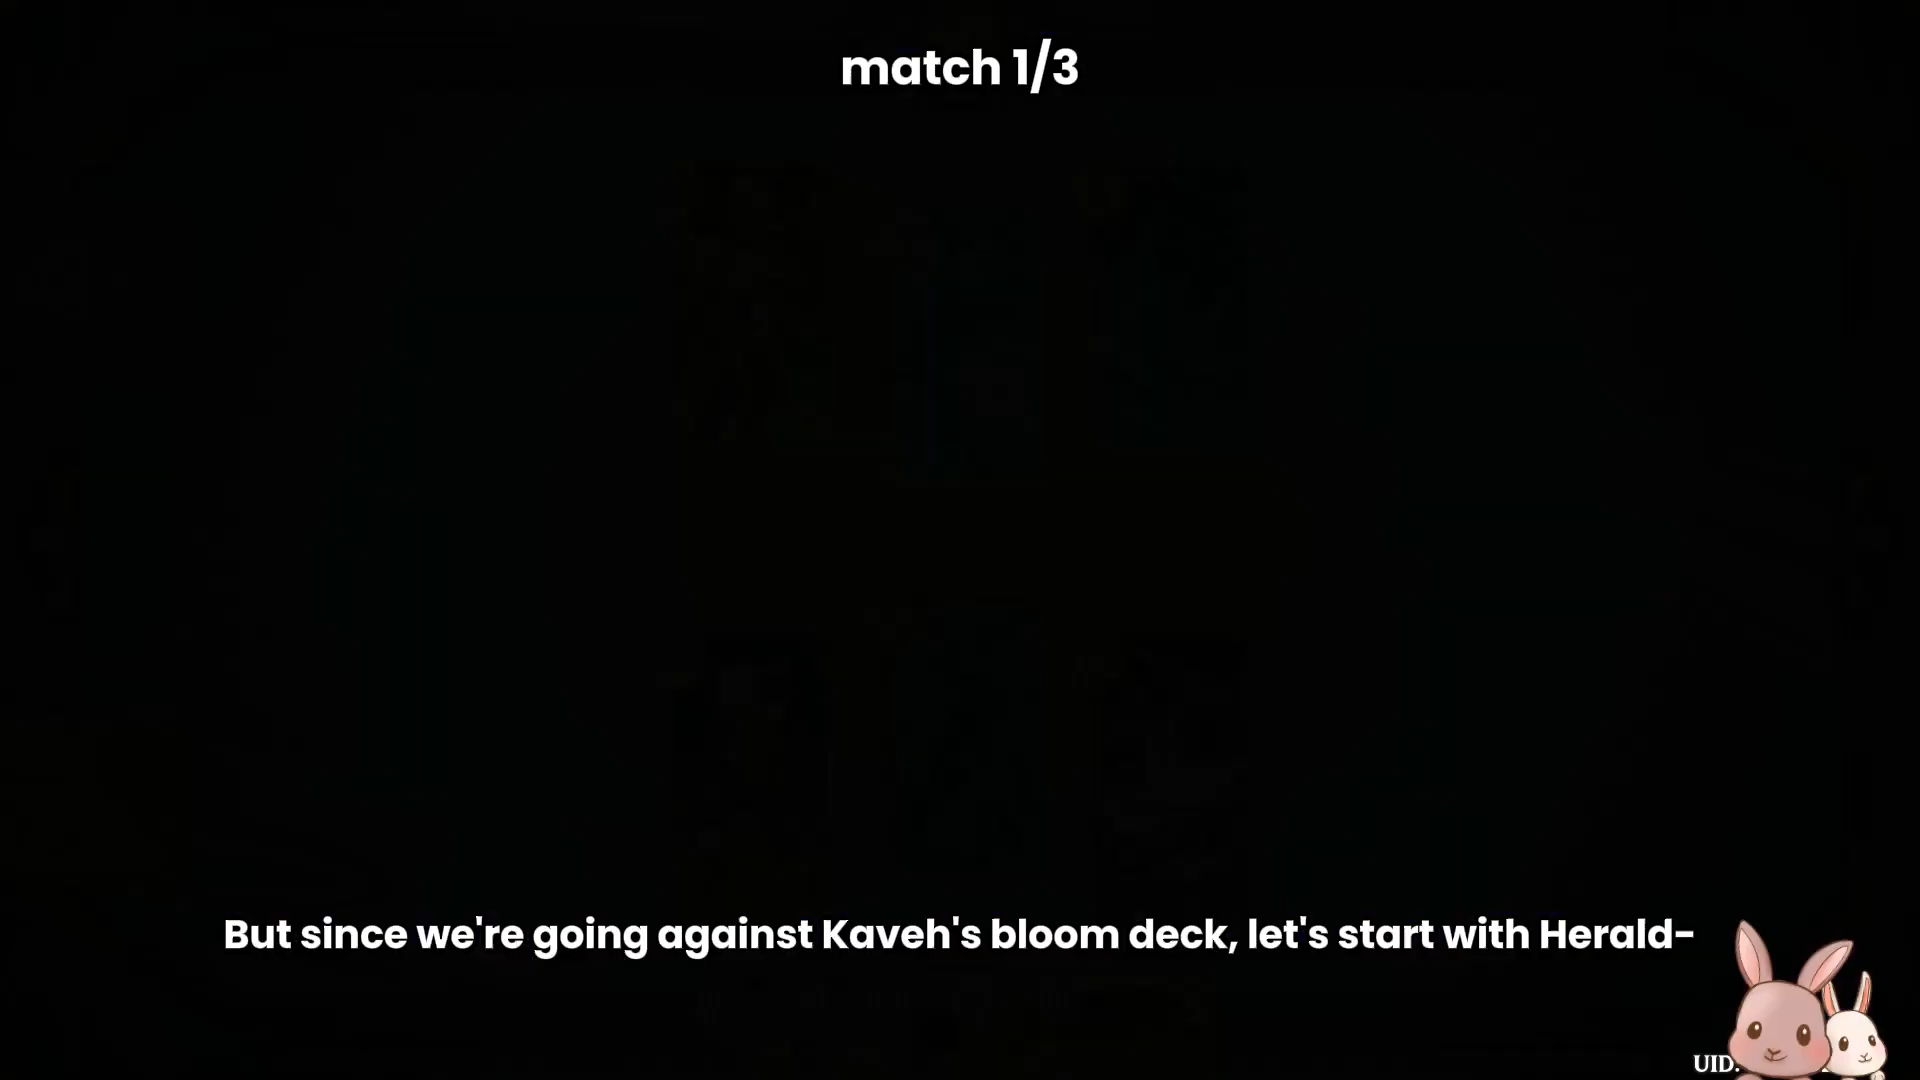 match 1/3
But since we're going against Kaveh's bloom deck, let's start with Herald-
UID: